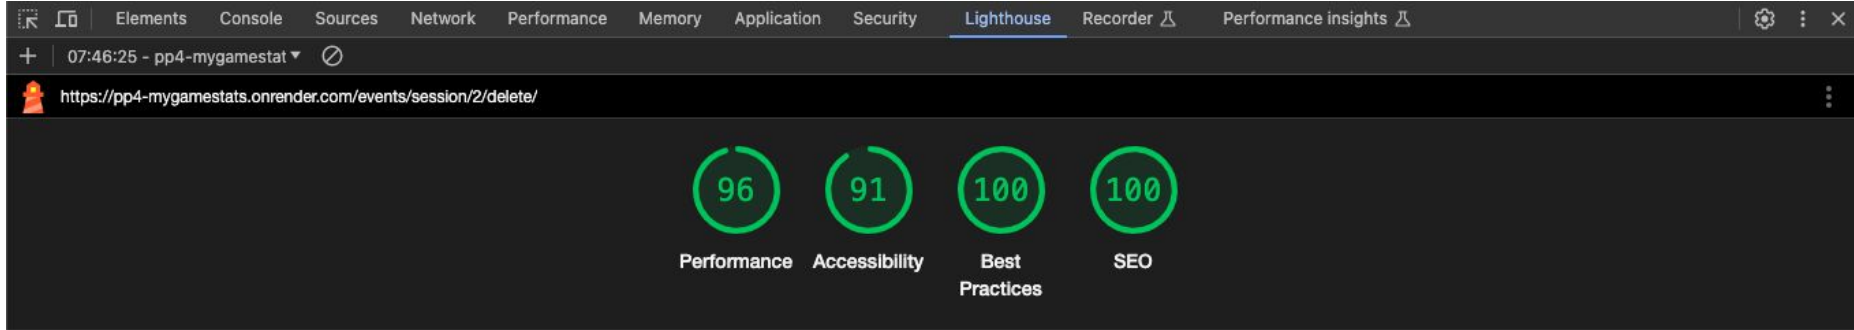 Elements Console Sources Network Performance Memory Application Security Lighthouse Recorder Performance insights
07:46:25 - pp4-mygamestat
https://pp4-mygamestats.onrender.com/events/session/2/delete/
96 91 100 100
Performance Accessibility Best Practices SEO